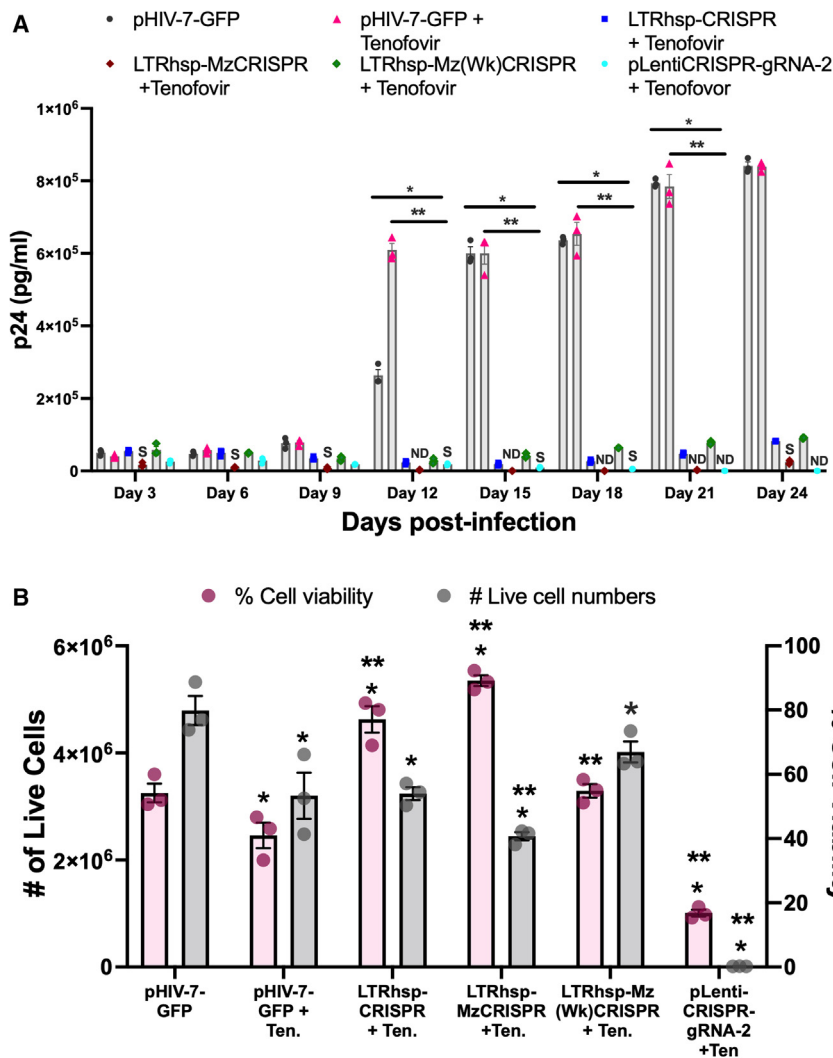 A
pHIV-7-GFP
pHIV-7-GFP +
Tenofovir
LTRhsp-CRISPR
+ Tenofovir
LTRhsp-MzCRISPR
+Tenofovir
LTRhsp-Mz(Wk)CRISPR
+ Tenofovir
pLentiCRISPR-gRNA-2
+ Tenofovor
p24 (pg/ml)
1×10⁶
8×10⁵
6×10⁵
4×10⁵
2×10⁵
0
* ** * ** * ** * **
S S S ND S ND S ND S ND ND S ND
Day 3 Day 6 Day 9 Day 12 Day 15 Day 18 Day 21 Day 24
Days post-infection
B
% Cell viability # Live cell numbers
# of Live Cells
6×10⁶
4×10⁶
2×10⁶
0
100
80
60
40
20
0
* * ** * * ** * ** * ** * ** * ** *
pHIV-7-
GFP
pHIV-7-
GFP +
Ten.
LTRhsp-
CRISPR
+ Ten.
LTRhsp-
MzCRISPR
+Ten.
LTRhsp-Mz
(Wk)CRISPR
+ Ten.
pLenti-
CRISPR-
gRNA-2
+Ten